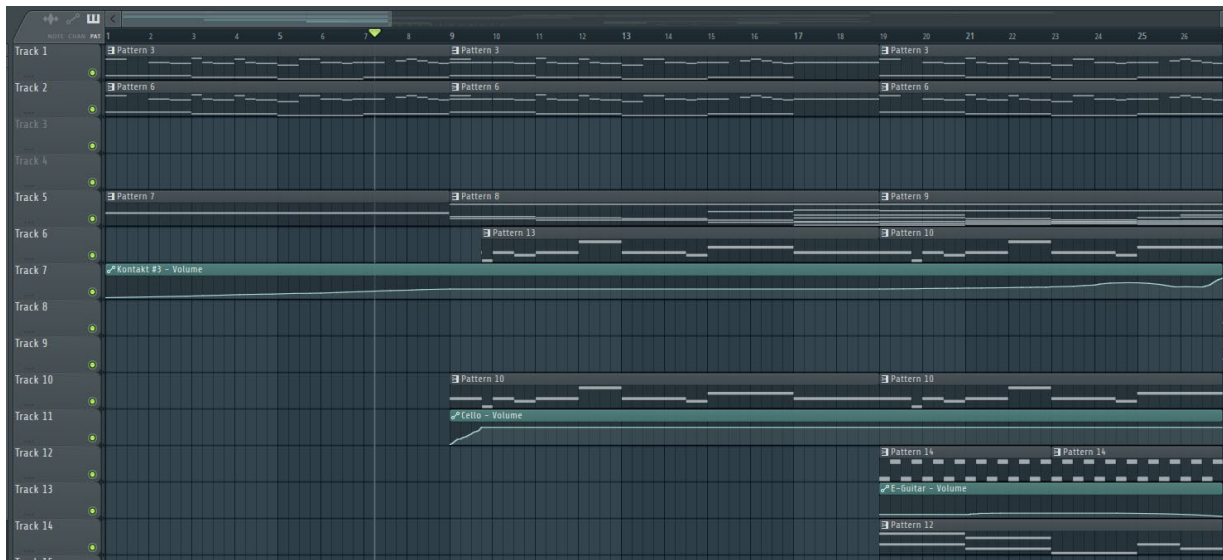 NOTE CHAN PAT
1 2 3 4 5 6 7 8 9 10 11 12 13 14 15 16 17 18 19 20 21 22 23 24 25 26
Track 1 Pattern 3 Pattern 3 Pattern 3
Track 2 Pattern 6 Pattern 6 Pattern 6
Track 3
Track 4
Track 5 Pattern 7 Pattern 8 Pattern 9
Track 6 Pattern 13 Pattern 10
Track 7 Kontakt #3 - Volume
Track 8
Track 9
Track 10 Pattern 10 Pattern 10
Track 11 Cello - Volume
Track 12 Pattern 14 Pattern 14
Track 13 E-Guitar - Volume
Track 14 Pattern 12